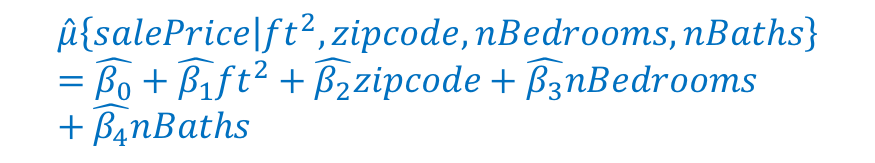 μ̂{salePrice|ft², zipcode, nBedrooms, nBaths}
= β̂₀ + β̂₁ft² + β̂₂zipcode + β̂₃nBedrooms
+ β̂₄nBaths